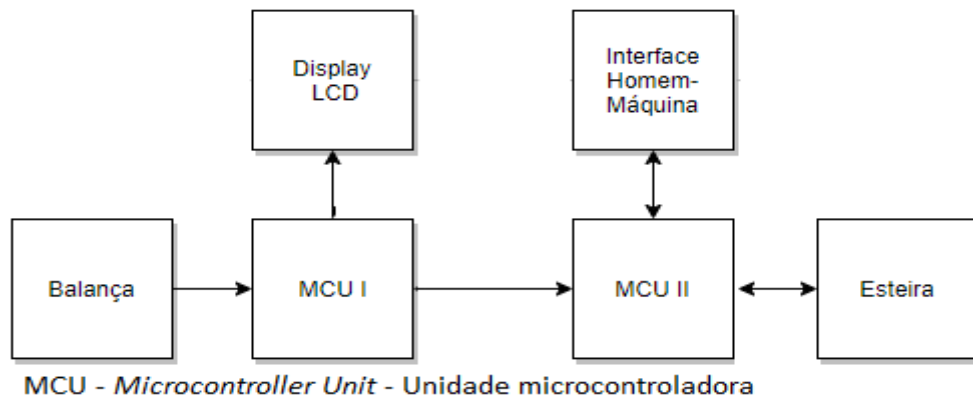 Display
LCD
Interface
Homem-
Máquina
Balança
MCU I
MCU II
Esteira
MCU - Microcontroller Unit - Unidade microcontroladora